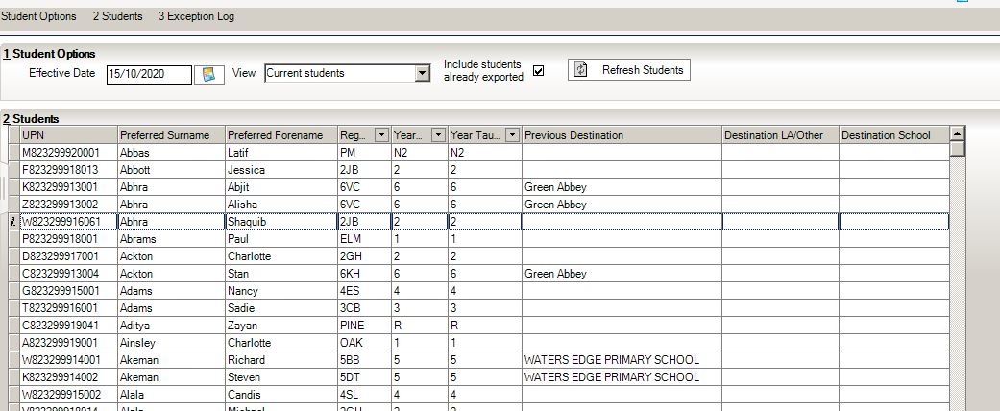 Student Options 2 Students 3 Exception Log
1 Student Options
Effective Date 15/10/2020 View Current students Include students already exported Refresh Students
2 Students
UPN Preferred Surname Preferred Forename Reg... Year... Year Tau... Previous Destination Destination LA/Other Destination School
M823299920001 Abbas Latif PM N2 N2
F823299918013 Abbott Jessica 2JB 2 2
K823299913001 Abhra Abjit 6VC 6 6 Green Abbey
Z823299913002 Abhra Alisha 6VC 6 6 Green Abbey
W823299916061 Abhra Shaquib 2JB 2 2
P823299918001 Abrams Paul ELM 1 1
D823299917001 Ackton Charlotte 2GH 2 2
C823299913004 Ackton Stan 6KH 6 6 Green Abbey
G823299915001 Adams Nancy 4ES 4 4
T823299916001 Adams Sadie 3CB 3 3
C823299919041 Aditya Zayan PINE R R
A823299919001 Ainsley Charlotte OAK 1 1
W823299914001 Akeman Richard 5BB 5 5 WATERS EDGE PRIMARY SCHOOL
K823299914002 Akeman Steven 5DT 5 5 WATERS EDGE PRIMARY SCHOOL
W823299915002 Alala Candis 4SL 4 4